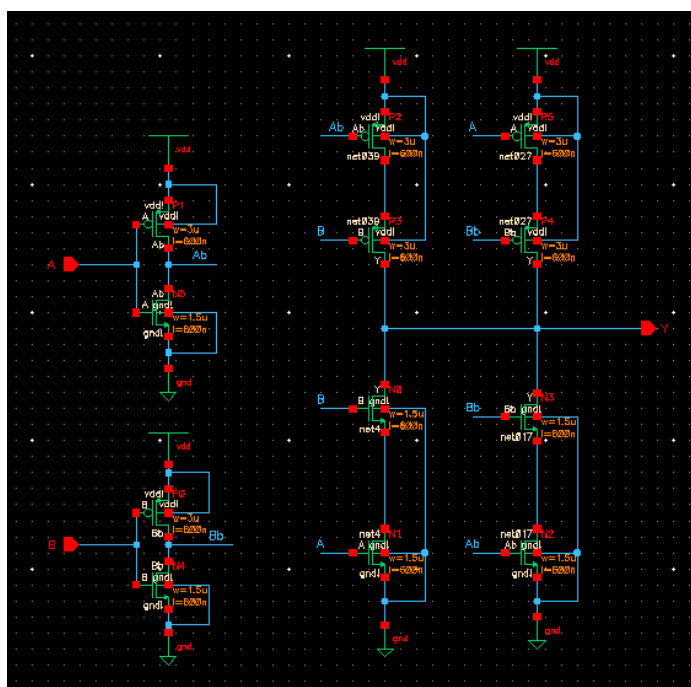 vdd
vdd
Ab
vdd!
P2
Ab
vdd!
w=3u
l=600n
net039
A
vdd!
P5
A
vdd!
w=3u
l=600n
net027
vdd
vdd!
P1
A
vdd!
w=3u
l=600n
Ab
Ab
net039
P3
B
B
vdd!
w=3u
l=600n
Y
net027
P4
Bb
Bb
vdd!
w=3u
l=600n
Y
A
Ab
N5
A
gnd!
w=1.5u
l=600n
gnd!
gnd
Y
Y
N0
B
B
gnd!
w=1.5u
l=600n
net4
Bb
N3
Bb
gnd!
w=1.5u
l=600n
net017
vdd
vdd!
P0
B
vdd!
w=3u
l=600n
Bb
Bb
B
Bb
N4
B
gnd!
w=1.5u
l=600n
gnd!
gnd
net4
N1
A
A
gnd!
w=1.5u
l=600n
gnd!
gnd
net017
N2
Ab
Ab
gnd!
w=1.5u
l=600n
gnd!
gnd